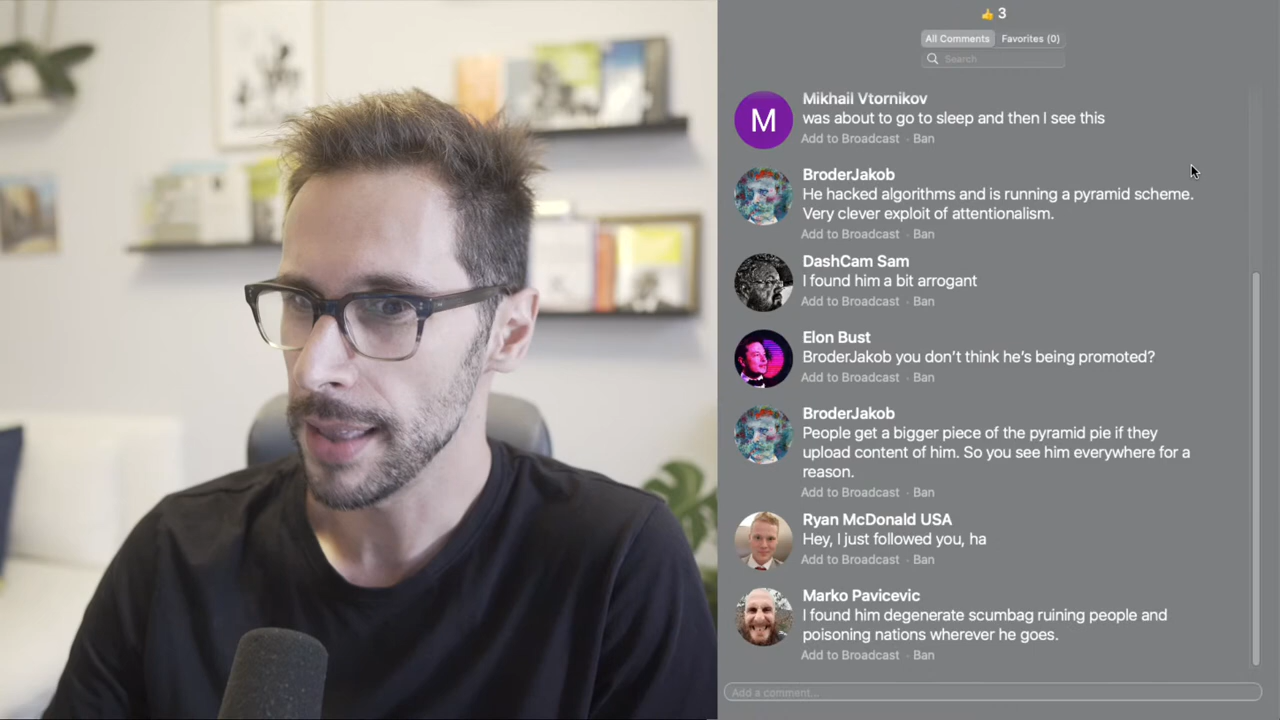 👍 3
All Comments Favorites (0)
Search
M
Mikhail Vtornikov
was about to go to sleep and then I see this
Add to Broadcast · Ban
BroderJakob
He hacked algorithms and is running a pyramid scheme.
Very clever exploit of attentionalism.
Add to Broadcast · Ban
DashCam Sam
I found him a bit arrogant
Add to Broadcast · Ban
Elon Bust
BroderJakob you don’t think he’s being promoted?
Add to Broadcast · Ban
BroderJakob
People get a bigger piece of the pyramid pie if they
upload content of him. So you see him everywhere for a
reason.
Add to Broadcast · Ban
Ryan McDonald USA
Hey, I just followed you, ha
Add to Broadcast · Ban
Marko Pavicevic
I found him degenerate scumbag ruining people and
poisoning nations wherever he goes.
Add to Broadcast · Ban
Add a comment...